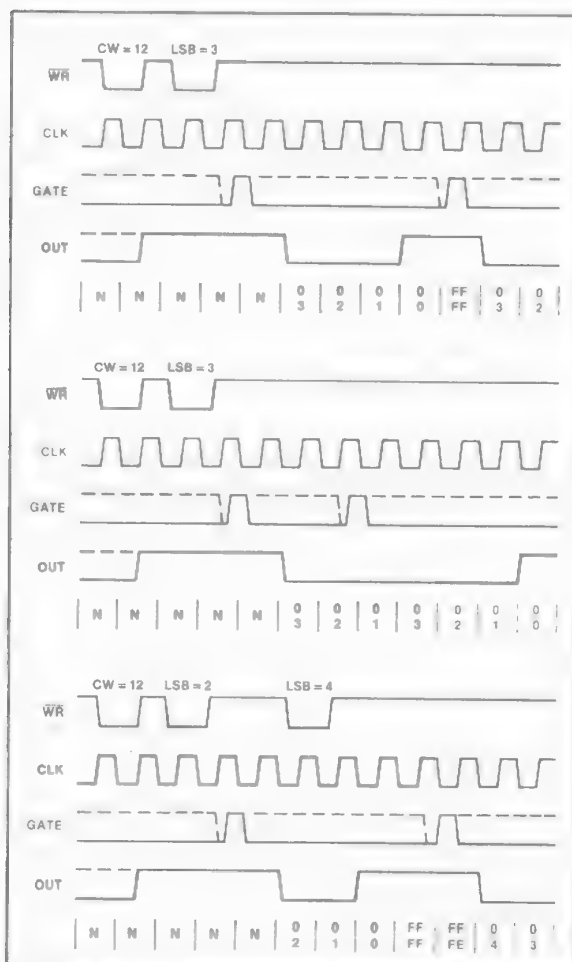 CW = 12 LSB = 3
WR
CLK
GATE
OUT
N N N N N 0 0 0 0 FF 0 0
3 2 1 0 FF 3 2
CW = 12 LSB = 3
WR
CLK
GATE
OUT
N N N N N 0 0 0 0 0 0 0
3 2 1 3 2 1 0
CW = 12 LSB = 2 LSB = 4
WR
CLK
GATE
OUT
N N N N N 0 0 0 FF FF 0 0
2 1 0 FF FE 4 3